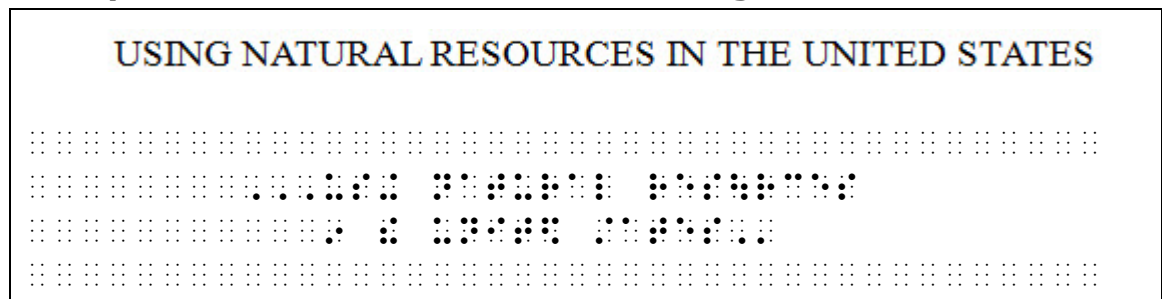 USING NATURAL RESOURCES IN THE UNITED STATES
⠠⠠⠠⠥⠎⠬ ⠝⠁⠞⠥⠗⠁⠇ ⠗⠑⠎⠳⠗⠉⠑⠎
⠔ ⠮ ⠥⠝⠊⠞⠫ ⠌⠁⠞⠑⠎⠠⠄